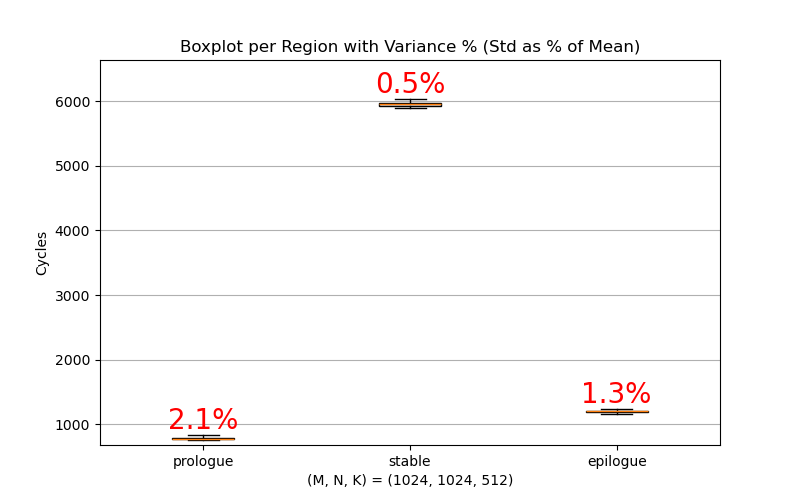 Boxplot per Region with Variance % (Std as % of Mean)
0.5%
6000
5000
4000
3000
2000
1000
Cycles
1.3%
2.1%
prologue
stable
epilogue
(M, N, K) = (1024, 1024, 512)